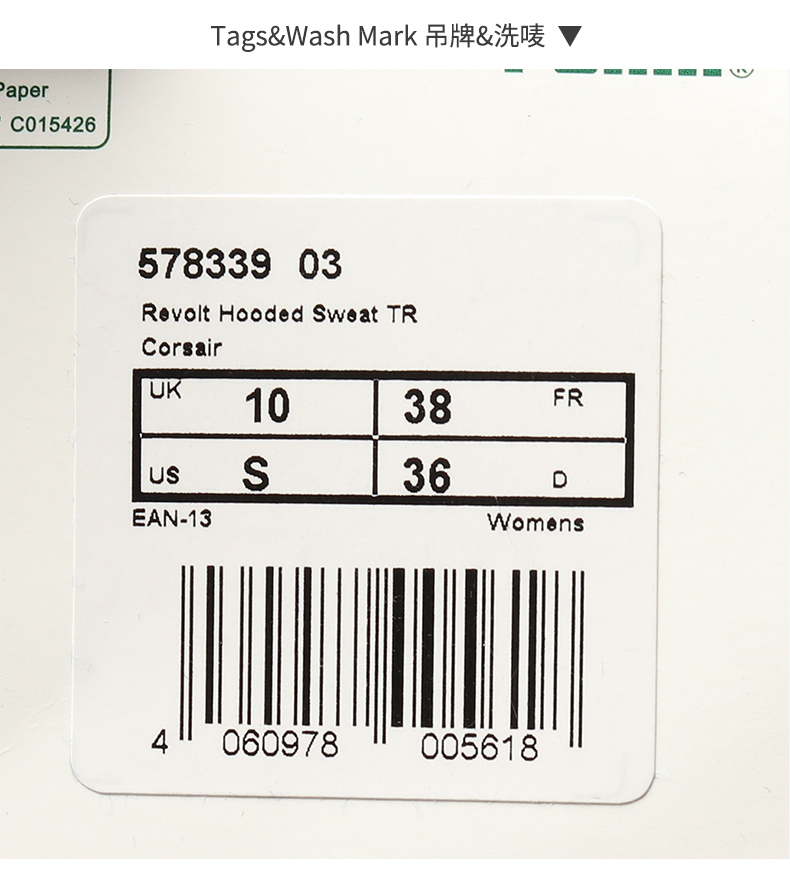 Tags&Wash Mark 吊牌&洗唛 ▼
Paper
C015426
®
578339 03
Revolt Hooded Sweat TR
Corsair
UK 10 38 FR
US S 36 D
EAN-13 Womens
4 060978 005618